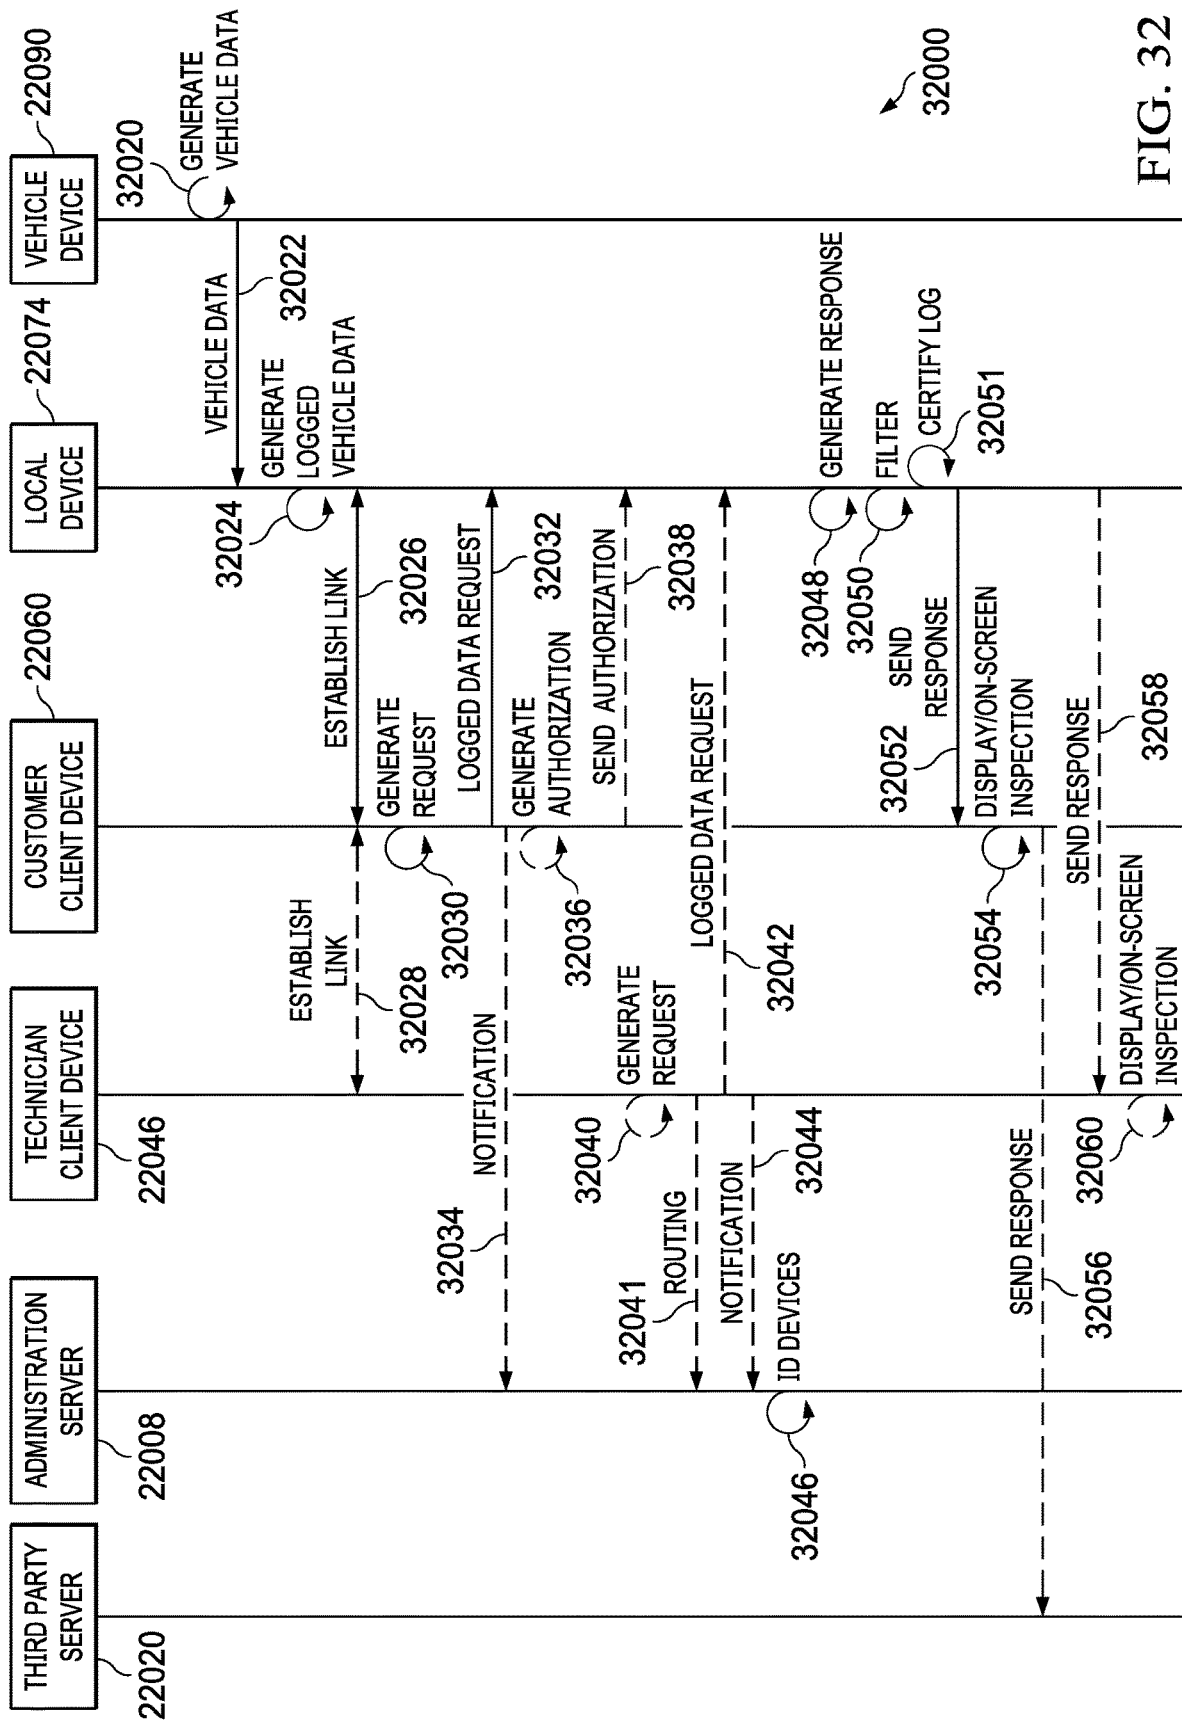 THIRD PARTY
SERVER
22020
ADMINISTRATION
SERVER
22008
TECHNICIAN
CLIENT DEVICE
22046
CUSTOMER
CLIENT DEVICE
22060
LOCAL
DEVICE
22074
VEHICLE
DEVICE
22090
32020
GENERATE
VEHICLE DATA
VEHICLE DATA
32022
32024
GENERATE
LOGGED
VEHICLE DATA
ESTABLISH
LINK
32028
ESTABLISH LINK
32026
GENERATE
REQUEST
32030
LOGGED DATA REQUEST
32032
NOTIFICATION
32034
GENERATE
AUTHORIZATION
32036
SEND AUTHORIZATION
32038
GENERATE
REQUEST
32040
ROUTING
32041
LOGGED DATA REQUEST
32042
NOTIFICATION
32044
ID DEVICES
32046
GENERATE RESPONSE
32048
FILTER
32050
CERTIFY LOG
32051
SEND
RESPONSE
32052
DISPLAY/ON-SCREEN
INSPECTION
32054
SEND RESPONSE
32056
SEND RESPONSE
32058
DISPLAY/ON-SCREEN
INSPECTION
32060
32000
FIG. 32